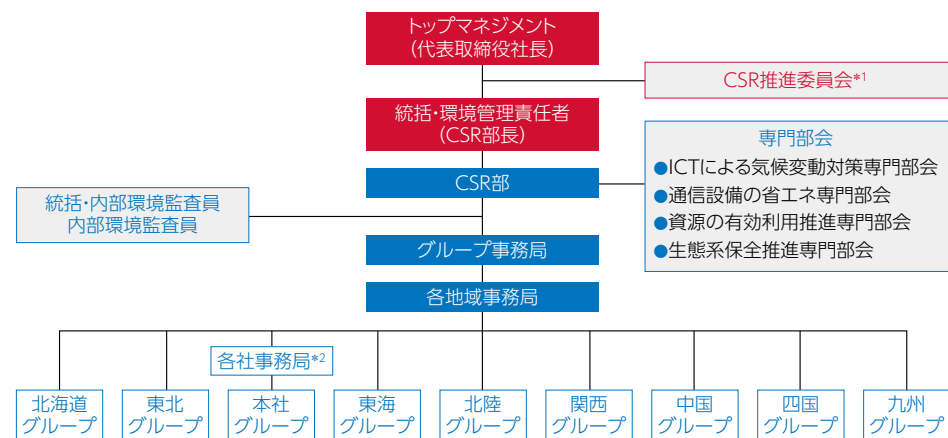 トップマネジメント
(代表取締役社長)
CSR推進委員会*1
統括・環境管理責任者
(CSR部長)
専門部会
●ICTによる気候変動対策専門部会
●通信設備の省エネ専門部会
●資源の有効利用推進専門部会
●生態系保全推進専門部会
CSR部
統括・内部環境監査員
内部環境監査員
グループ事務局
各地域事務局
各社事務局*2
北海道
グループ
東北
グループ
本社
グループ
東海
グループ
北陸
グループ
関西
グループ
中国
グループ
四国
グループ
九州
グループ